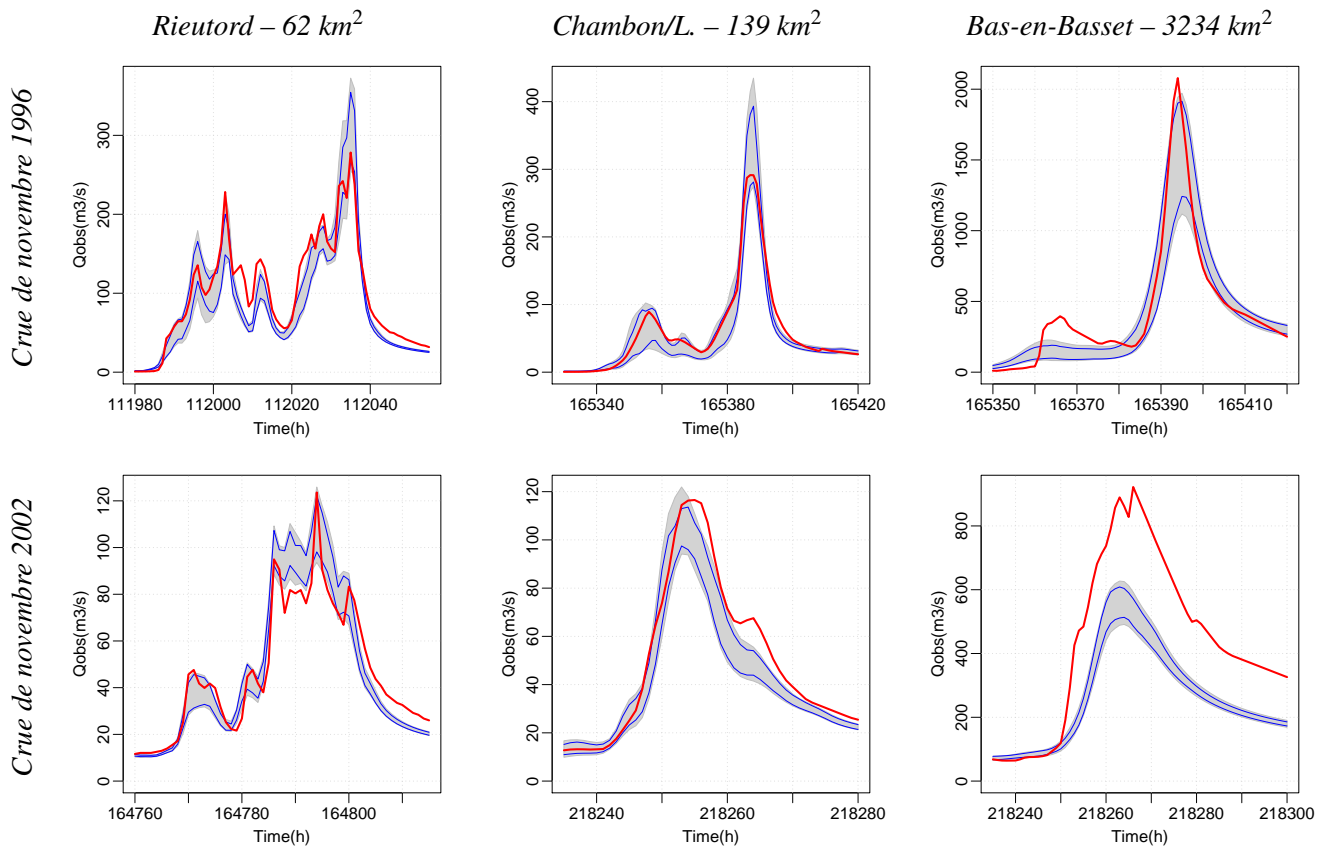 Rieutord – 62 km²
Chambon/L. – 139 km²
Bas-en-Basset – 3234 km²
Crue de novembre 1996
Qobs(m3/s)
0 100 200 300
111980 112000 112020 112040
Time(h)
Qobs(m3/s)
0 100 200 300 400
165340 165380 165420
Time(h)
Qobs(m3/s)
0 500 1000 1500 2000
165350 165370 165390 165410
Time(h)
Crue de novembre 2002
Qobs(m3/s)
0 20 40 60 80 100 120
164760 164780 164800
Time(h)
Qobs(m3/s)
0 20 40 60 80 100 120
218240 218260 218280
Time(h)
Qobs(m3/s)
0 200 400 600 800
218240 218260 218280 218300
Time(h)